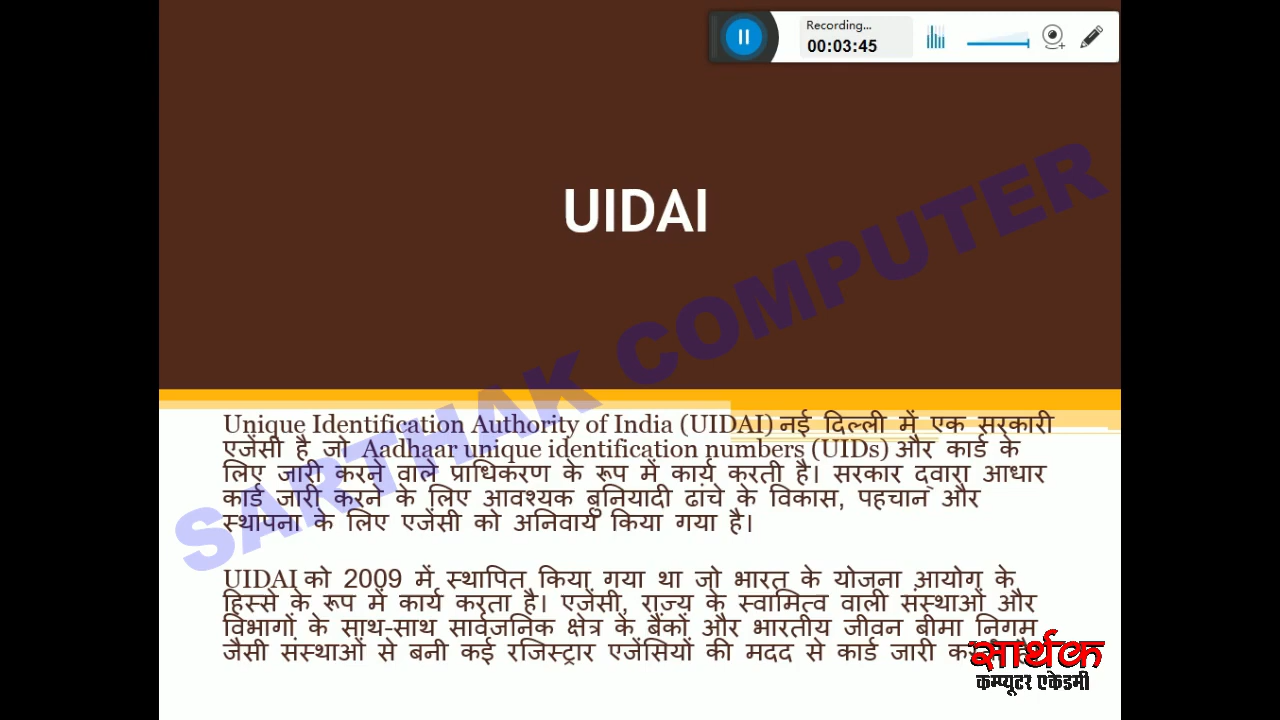 Recording...
00:03:45
UIDAI
SARTHAK COMPUTER
Unique Identification Authority of India (UIDAI) नई दिल्ली में एक सरकारी
एजेंसी है जो Aadhaar unique identification numbers (UIDs) और कार्ड के
लिए जारी करने वाले प्राधिकरण के रूप में कार्य करती है। सरकार द्वारा आधार
कार्ड जारी करने के लिए आवश्यक बुनियादी ढांचे के विकास, पहचान और
स्थापना के लिए एजेंसी को अनिवार्य किया गया है।
UIDAI को 2009 में स्थापित किया गया था जो भारत के योजना आयोग के
हिस्से के रूप में कार्य करता है। एजेंसी, राज्य के स्वामित्व वाली संस्थाओं और
विभागों के साथ-साथ सार्वजनिक क्षेत्र के बैंकों और भारतीय जीवन बीमा निगम
जैसी संस्थाओं से बनी कई रजिस्ट्रार एजेंसियों की मदद से कार्ड जारी
सार्थक
कम्प्यूटर एकेडमी